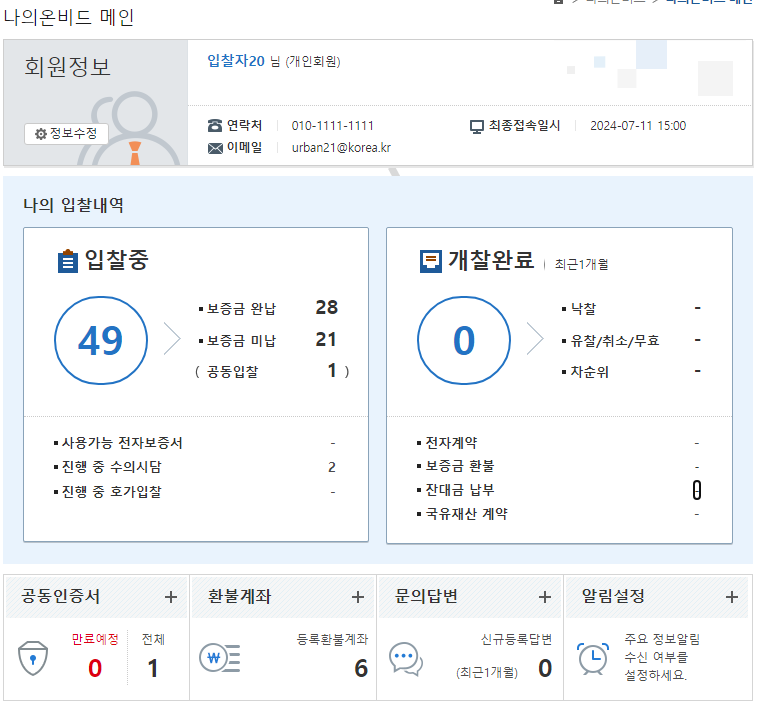 나의온비드 메인
회원정보
정보수정
입찰자20 님 (개인회원)
연락처 010-1111-1111
최종접속일시 2024-07-11 15:00
이메일 urban21@korea.kr
나의 입찰내역
입찰중
49
보증금 완납 28
보증금 미납 21
( 공동입찰 1 )
사용가능 전자보증서 -
진행 중 수의시담 2
진행 중 호가입찰 -
개찰완료 | 최근1개월
0
낙찰 -
유찰/취소/무효 -
차순위 -
전자계약 -
보증금 환불 -
잔대금 납부 -
국유재산 계약 -
공동인증서 +
만료예정 전체
0 1
환불계좌 +
등록환불계좌
6
문의답변 +
신규등록답변
(최근1개월) 0
알림설정 +
주요 정보알림
수신 여부를
설정하세요.